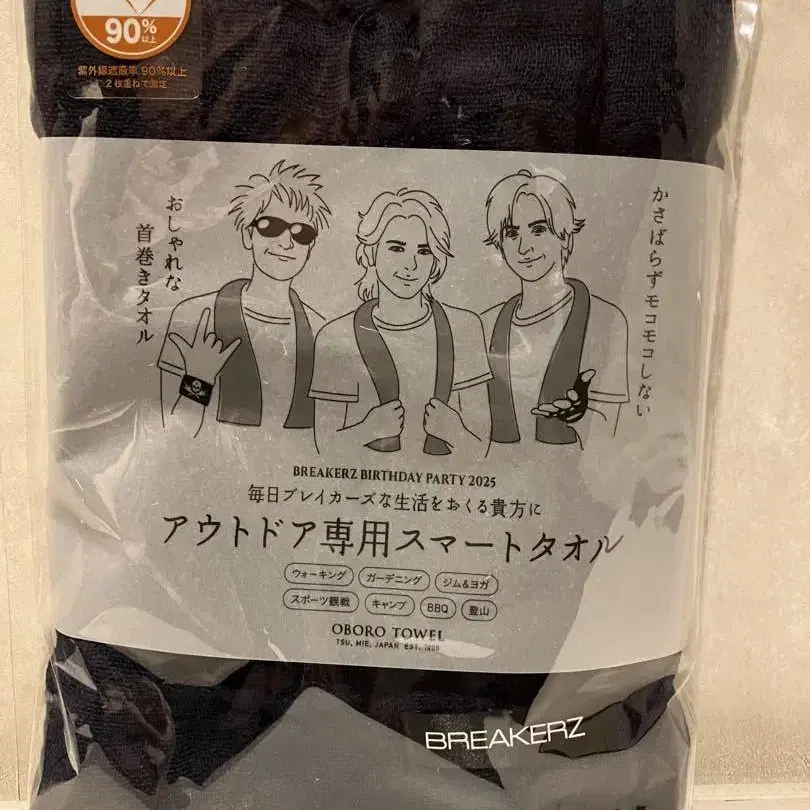 90%以上
紫外線遮蔽率90%以上
2枚重ねで測定
おしゃれな
首巻きタオル
かさばらずモコモコしない
BREAKERZ BIRTHDAY PARTY 2025
毎日ブレイカーズな生活をおくる貴方に
アウトドア専用スマートタオル
ウォーキング ガーデニング ジム&ヨガ
スポーツ観戦 キャンプ BBQ 登山
OBORO TOWEL
TSU, MIE, JAPAN EST.
BREAKERZ